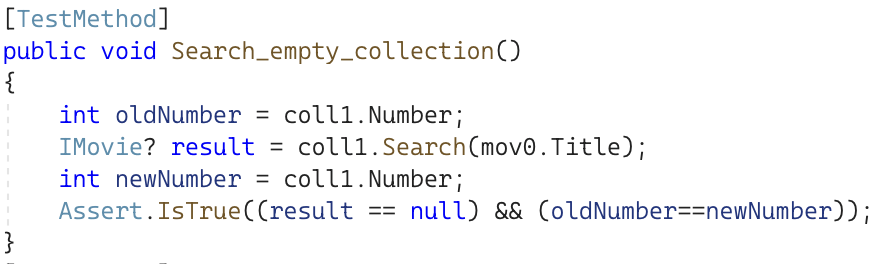 [TestMethod]
public void Search_empty_collection()
{
    int oldNumber = coll1.Number;
    IMovie? result = coll1.Search(mov0.Title);
    int newNumber = coll1.Number;
    Assert.IsTrue((result == null) && (oldNumber==newNumber));
}